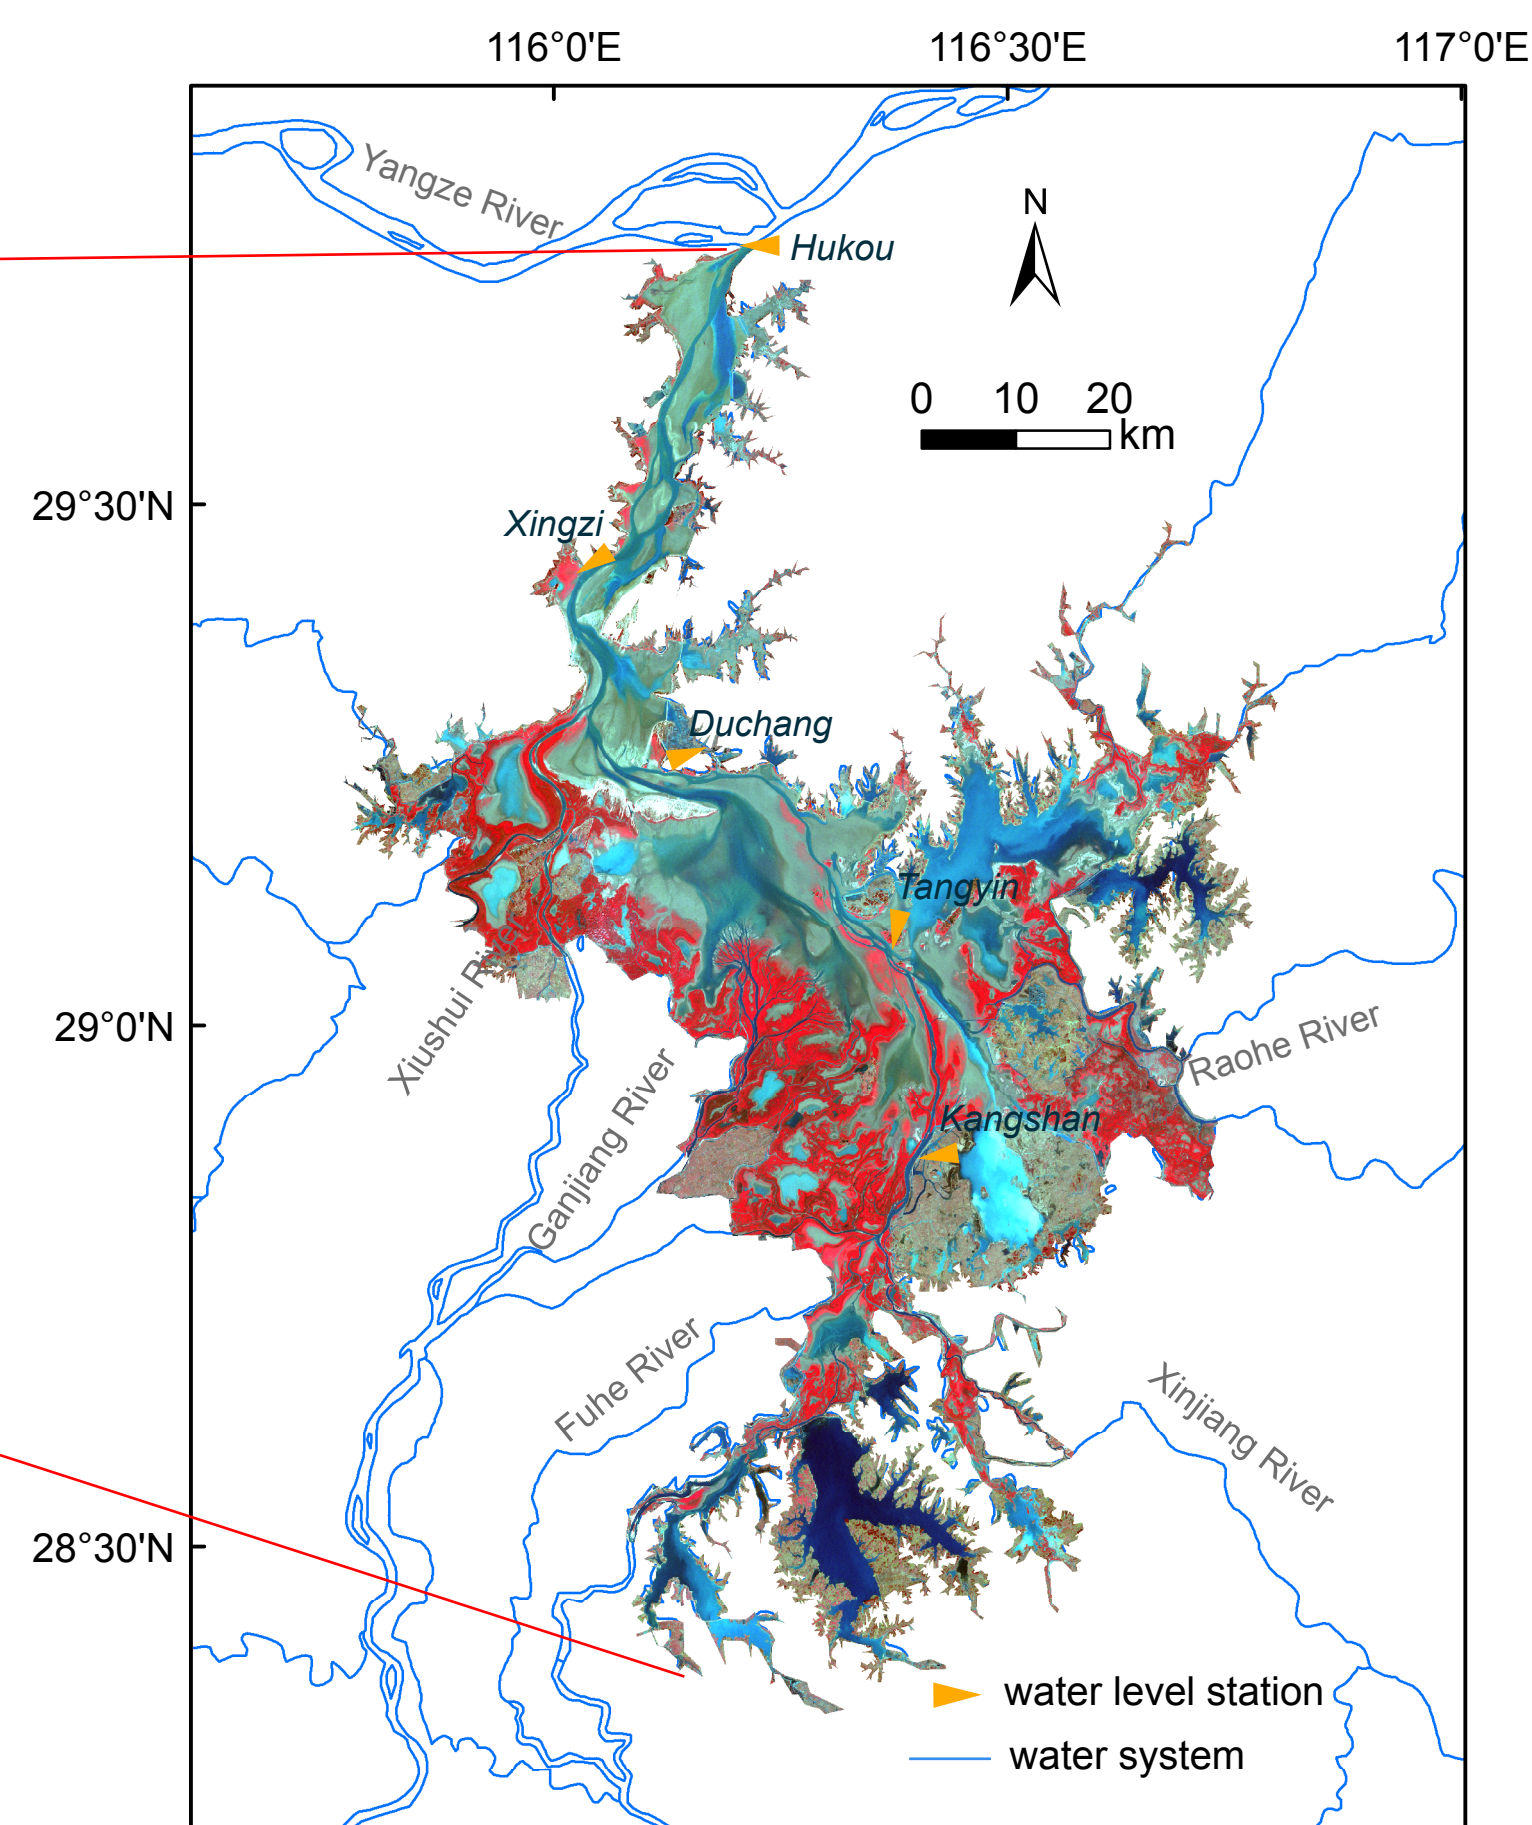 116°0'E 116°30'E 117°0'E
Yangze River
N
Hukou
0 10 20
km
29°30'N
Xingzi
Duchang
Tangyin
Xiushui River
29°0'N
Raohe River
Ganjiang River
Kangshan
Fuhe River
Xinjiang River
28°30'N
water level station
water system